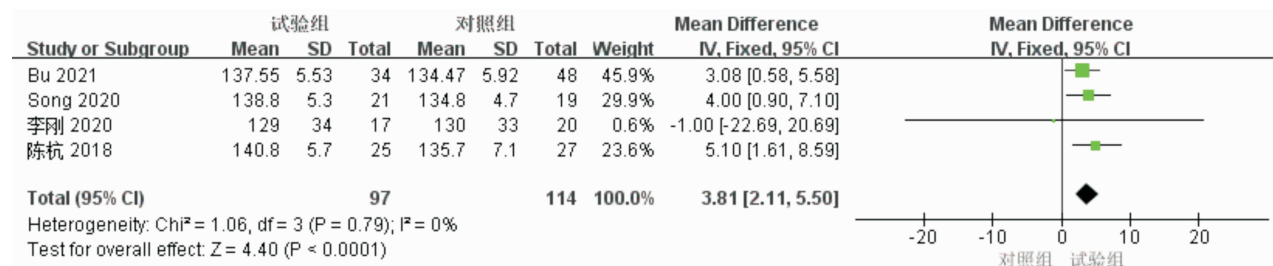 试验组 对照组 Mean Difference Mean Difference
Study or Subgroup Mean SD Total Mean SD Total Weight IV, Fixed, 95% CI IV, Fixed, 95% CI
Bu 2021 137.55 5.53 34 134.47 5.92 48 45.9% 3.08 [0.58, 5.58]
Song 2020 138.8 5.3 21 134.8 4.7 19 29.9% 4.00 [0.90, 7.10]
李刚 2020 129 34 17 130 33 20 0.6% -1.00 [-22.69, 20.69]
陈杭 2018 140.8 5.7 25 135.7 7.1 27 23.6% 5.10 [1.61, 8.59]
Total (95% CI) 97 114 100.0% 3.81 [2.11, 5.50]
Heterogeneity: Chi² = 1.06, df = 3 (P = 0.79); I² = 0%
Test for overall effect: Z = 4.40 (P < 0.0001)
-20 -10 0 10 20
对照组 试验组